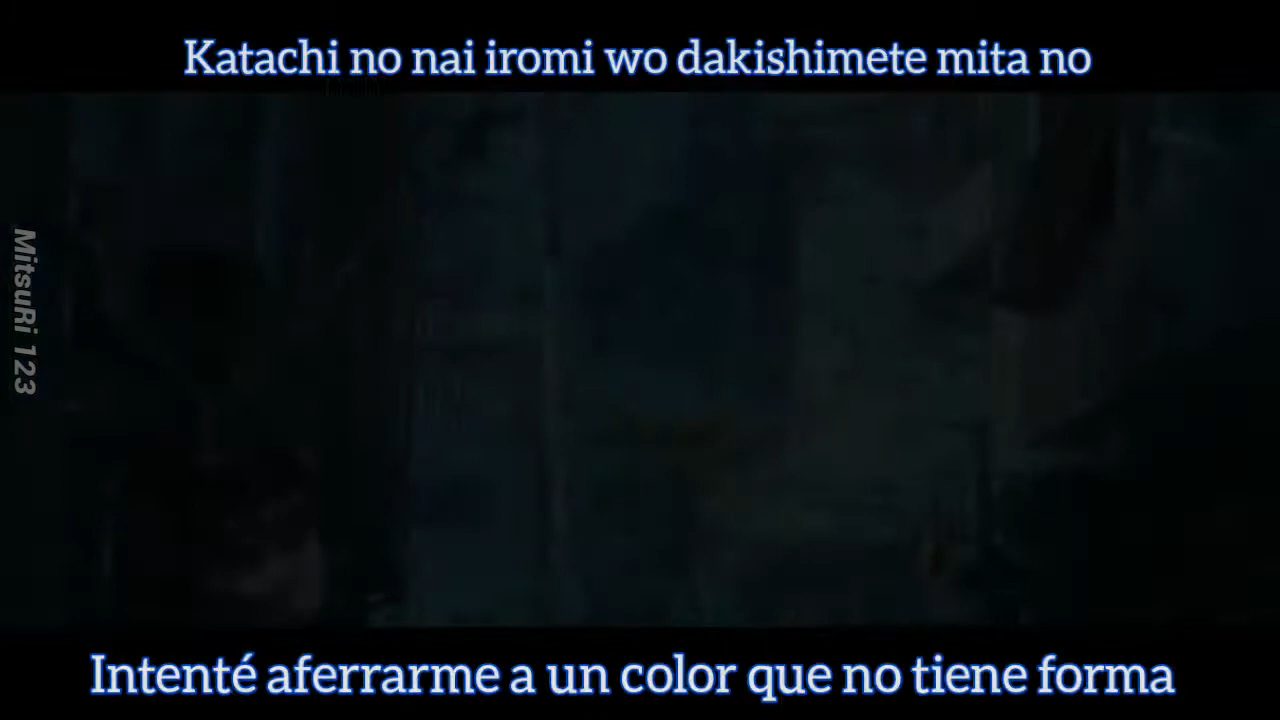 Katachi no nai iromi wo dakishimete mita no
MitsuRi 123
Intenté aferrarme a un color que no tiene forma